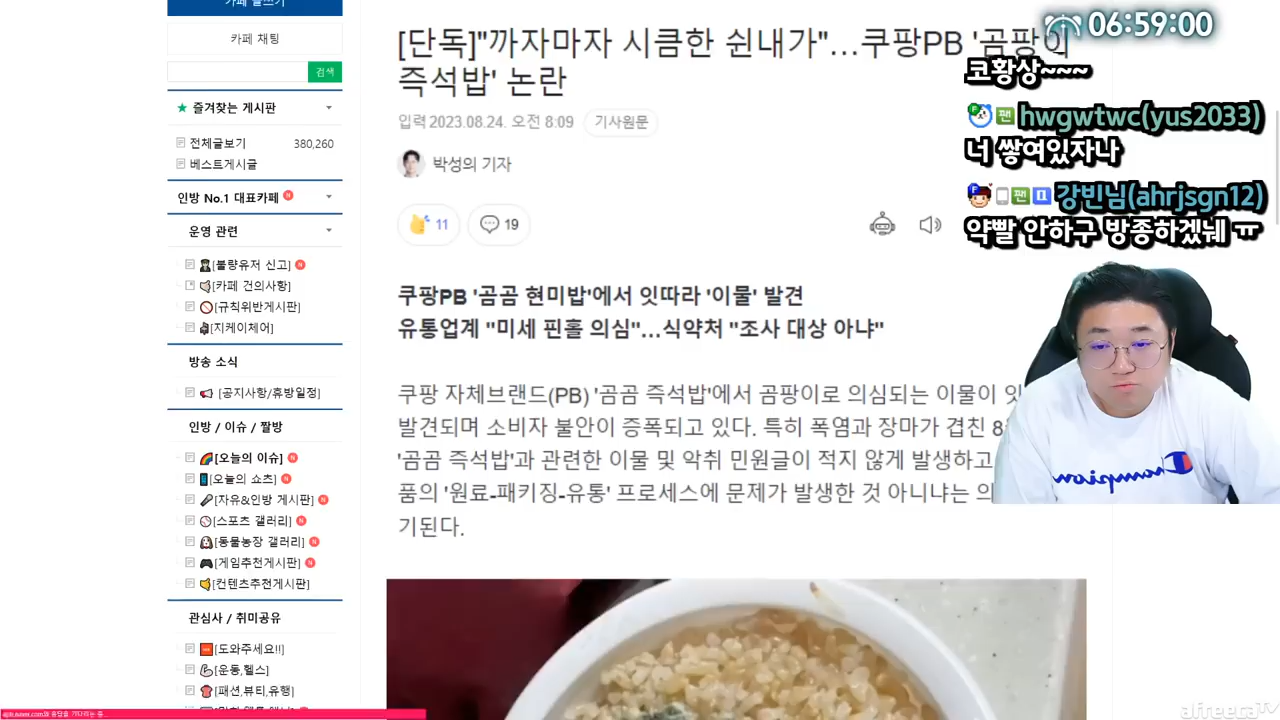 카페 글쓰기
카페 채팅
검색
즐겨찾는 게시판
전체글보기 380,260
베스트게시글
인방 No.1 대표카페 N
운영 관련
[불량유저 신고] N
[카페 건의사항]
[규칙위반게시판]
[지케이체어]
방송 소식
[공지사항/휴방일정]
인방 / 이슈 / 짤방
[오늘의 이슈] N
[오늘의 쇼츠] N
[자유&인방 게시판] N
[스포츠 갤러리] N
[동물농장 갤러리] N
[게임추천게시판] N
[컨텐츠추천게시판]
관심사 / 취미공유
[도와주세요!!]
[운동,헬스]
[패션,뷰티,여행]
[단독]"까자마자 시큼한 쉰내가"…쿠팡PB '곰팡이
즉석밥' 논란
입력 2023.08.24. 오전 8:09 기사원문
박성의 기자
11 19
쿠팡PB '곰곰 현미밥'에서 잇따라 '이물' 발견
유통업계 "미세 핀홀 의심"…식약처 "조사 대상 아냐"
쿠팡 자체브랜드(PB) '곰곰 즉석밥'에서 곰팡이로 의심되는 이물이 잇
발견되며 소비자 불안이 증폭되고 있다. 특히 폭염과 장마가 겹친 8
'곰곰 즉석밥'과 관련한 이물 및 악취 민원글이 적지 않게 발생하고
품의 '원료-패키징-유통' 프로세스에 문제가 발생한 것 아니냐는 의
기된다.
06:59:00
코황상~~~
팬 hwgwtwc(yus2033)
너 쌓여있자나
팬 강빈님(ahrjsgn12)
약빨 안하구 방종하겠눼 ㅠ
Champion
afreecaTV